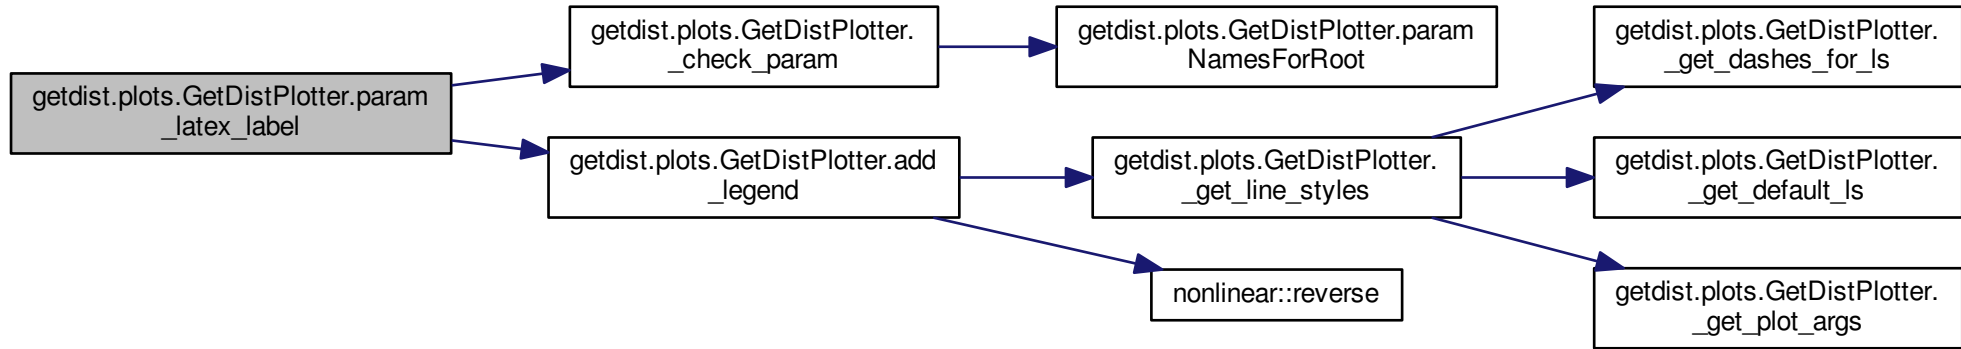 getdist.plots.GetDistPlotter.param
_latex_label
getdist.plots.GetDistPlotter.
_check_param
getdist.plots.GetDistPlotter.param
NamesForRoot
getdist.plots.GetDistPlotter.add
_legend
getdist.plots.GetDistPlotter.
_get_line_styles
getdist.plots.GetDistPlotter.
_get_dashes_for_ls
getdist.plots.GetDistPlotter.
_get_default_ls
getdist.plots.GetDistPlotter.
_get_plot_args
nonlinear::reverse